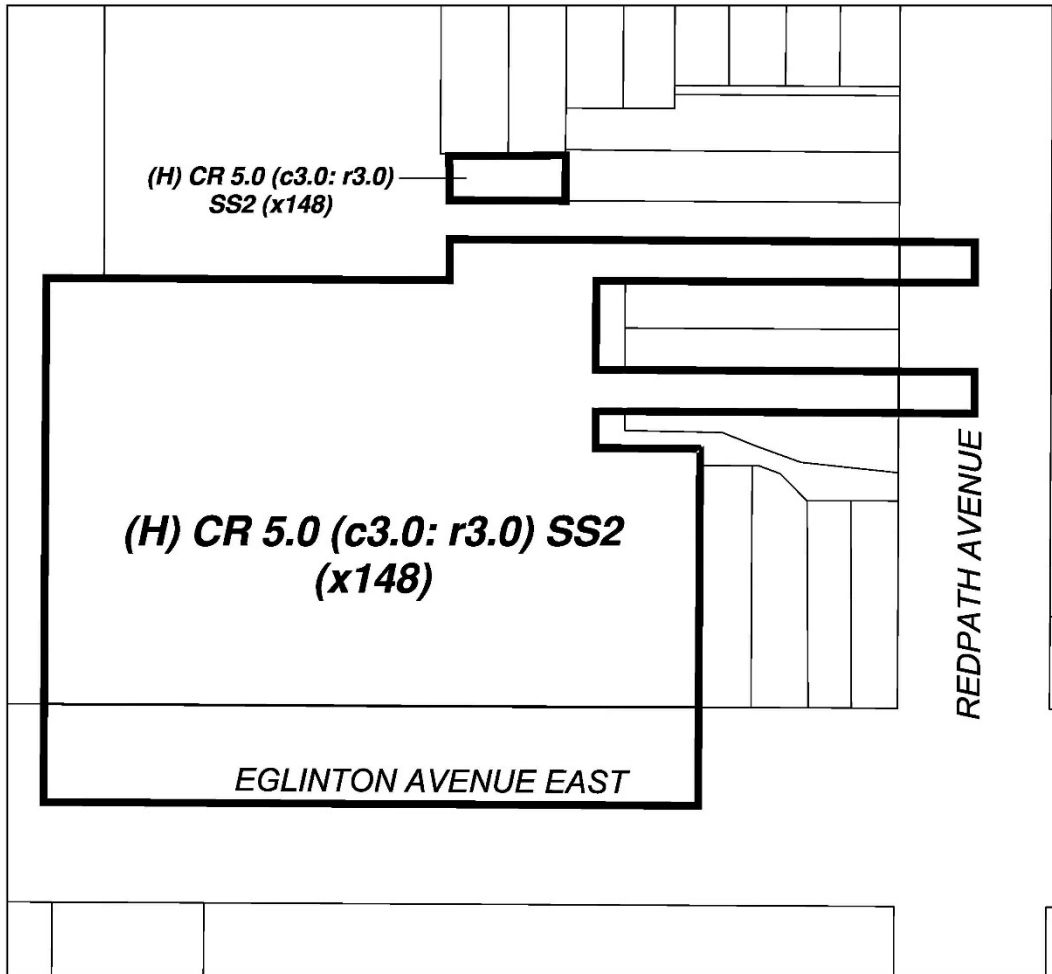 (H) CR 5.0 (c3.0: r3.0)
SS2 (x148)
(H) CR 5.0 (c3.0: r3.0) SS2
(x148)
REDPATH AVENUE
EGLINTON AVENUE EAST